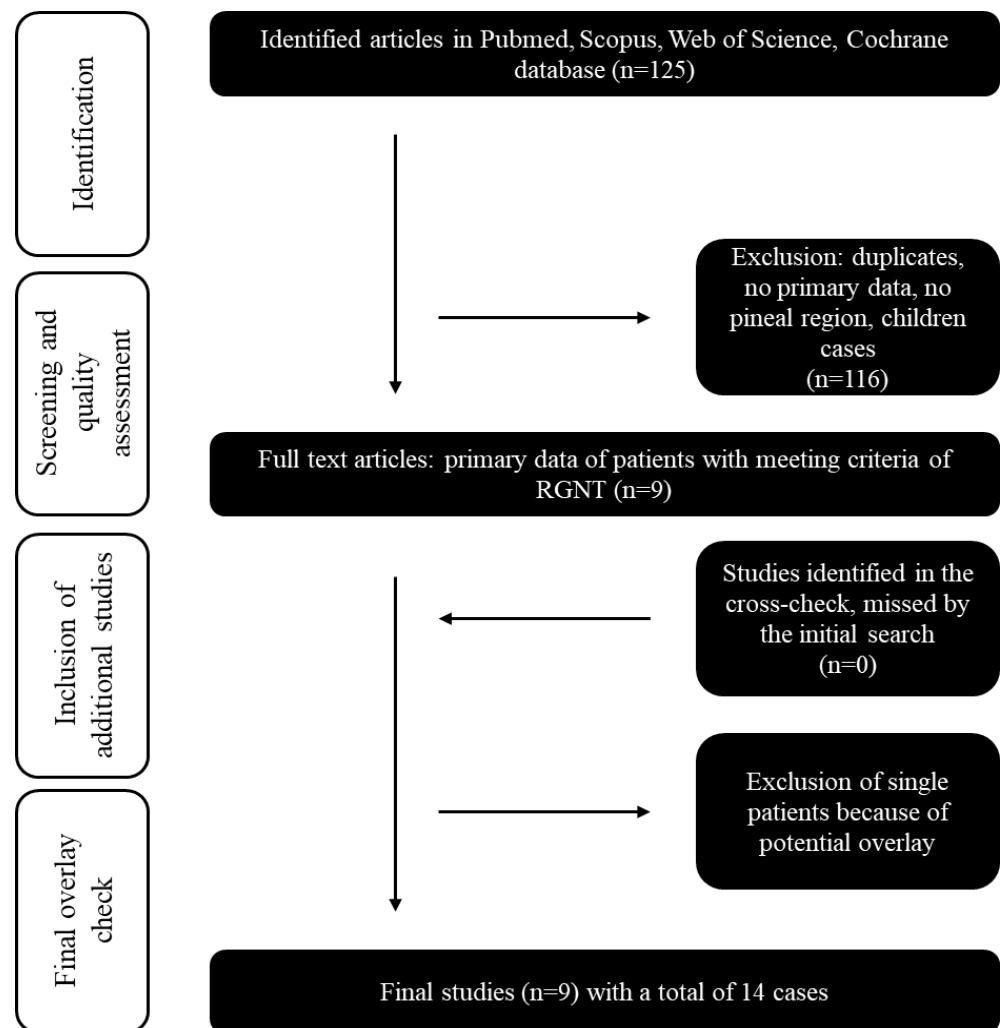 Identification
Identified articles in Pubmed, Scopus, Web of Science, Cochrane
database (n=125)
Screening and
quality
assessment
Exclusion: duplicates,
no primary data, no
pineal region, children
cases
(n=116)
Full text articles: primary data of patients with meeting criteria of
RGNT (n=9)
Inclusion of
additional studies
Studies identified in the
cross-check, missed by
the initial search
(n=0)
Final overlay
check
Exclusion of single
patients because of
potential overlay
Final studies (n=9) with a total of 14 cases